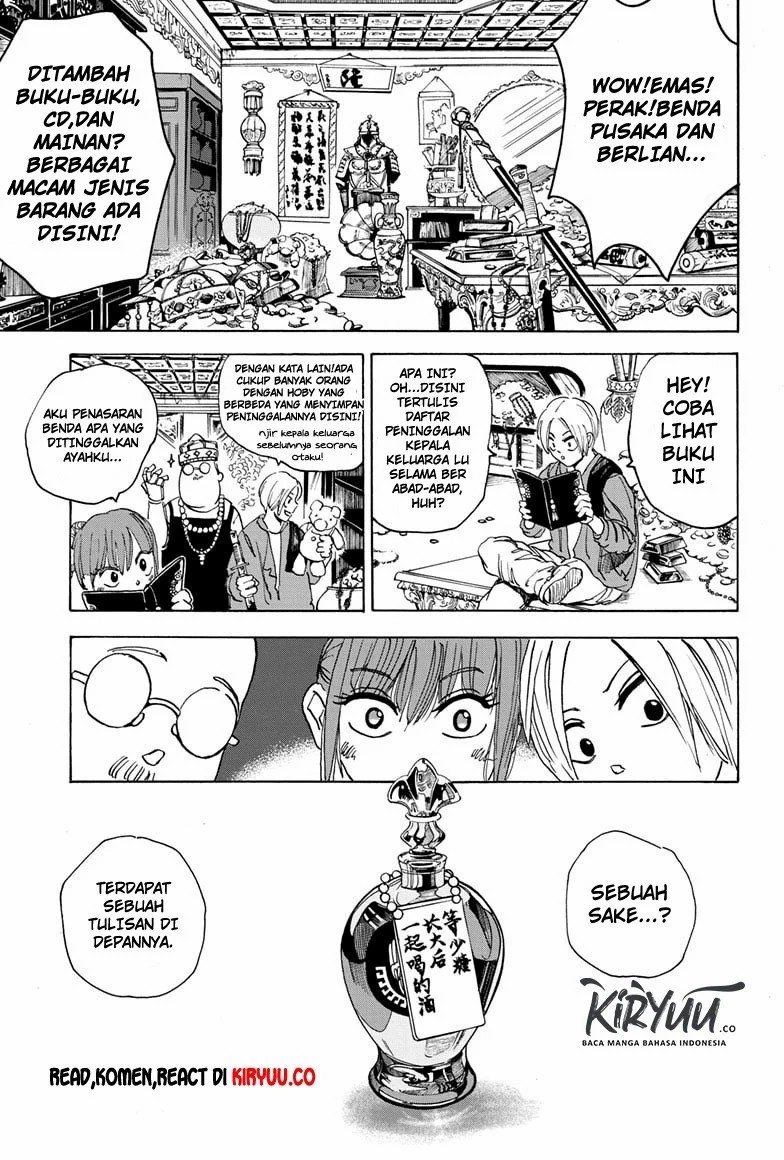 WOW!EMAS!
PERAK!BENDA
PUSAKA DAN
BERLIAN...
DITAMBAH
BUKU-BUKU,
CD,DAN
MAINAN?
BERBAGAI
MACAM JENIS
BARANG ADA
DISINI!
HEY!
COBA
LIHAT
BUKU
INI
APA INI?
OH...DISINI
TERTULIS
DAFTAR
PENINGGALAN
KEPALA
KELUARGA LU
SELAMA BER
ABAD-ABAD,
HUH?
DENGAN KATA LAIN!ADA
CUKUP BANYAK ORANG
DENGAN HOBY YANG
BERBEDA YANG MENYIMPAN
PENINGGALANNYA DISINI!
njir kepala keluarga
sebelumnya seorang
otaku!
AKU PENASARAN
BENDA APA YANG
DITINGGALKAN
AYAHKU...
SEBUAH
SAKE...?
TERDAPAT
SEBUAH
TULISAN DI
DEPANNYA.
等少糖
长大后
一起喝的酒
KIRYUU.CO
BACA MANGA BAHASA INDONESIA
READ,KOMEN,REACT DI KIRYUU.CO